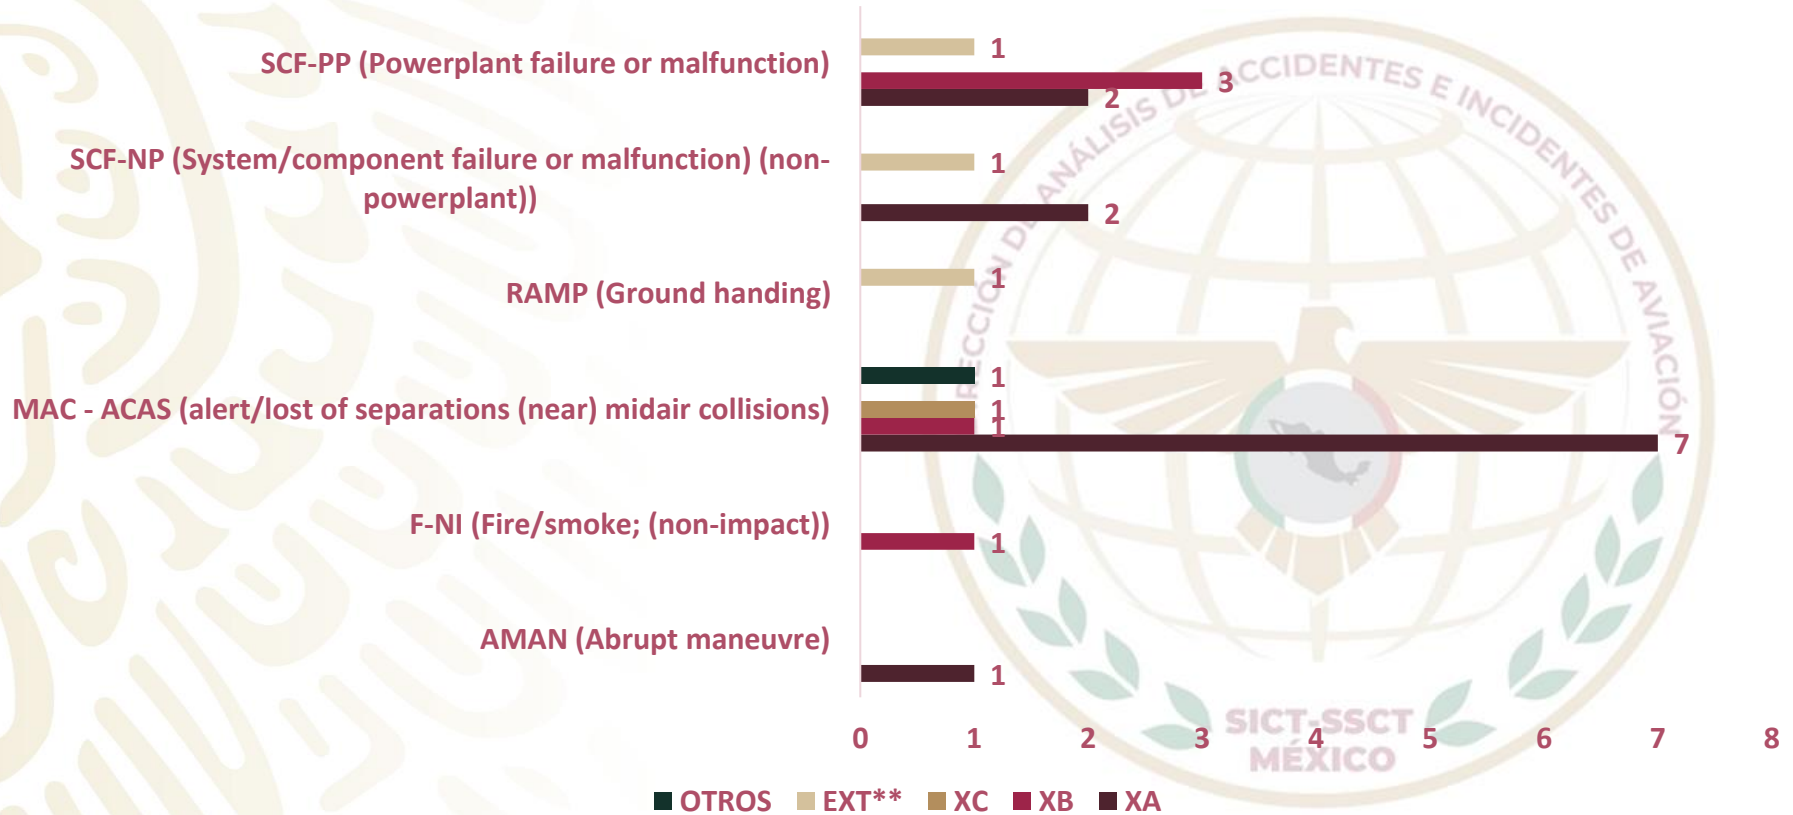 SCF-PP (Powerplant failure or malfunction)
1
3
2
SCF-NP (System/component failure or malfunction) (non-
powerplant))
1
2
RAMP (Ground handing)
1
MAC - ACAS (alert/lost of separations (near) midair collisions)
1
1
1
7
F-NI (Fire/smoke; (non-impact))
1
AMAN (Abrupt maneuvre)
1
0 1 2 3 4 5 6 7 8
OTROS EXT** XC XB XA
DE ANÁLISIS DE ACCIDENTES E INCIDENTES DE AVIACIÓN
SICT-SSCT
MÉXICO